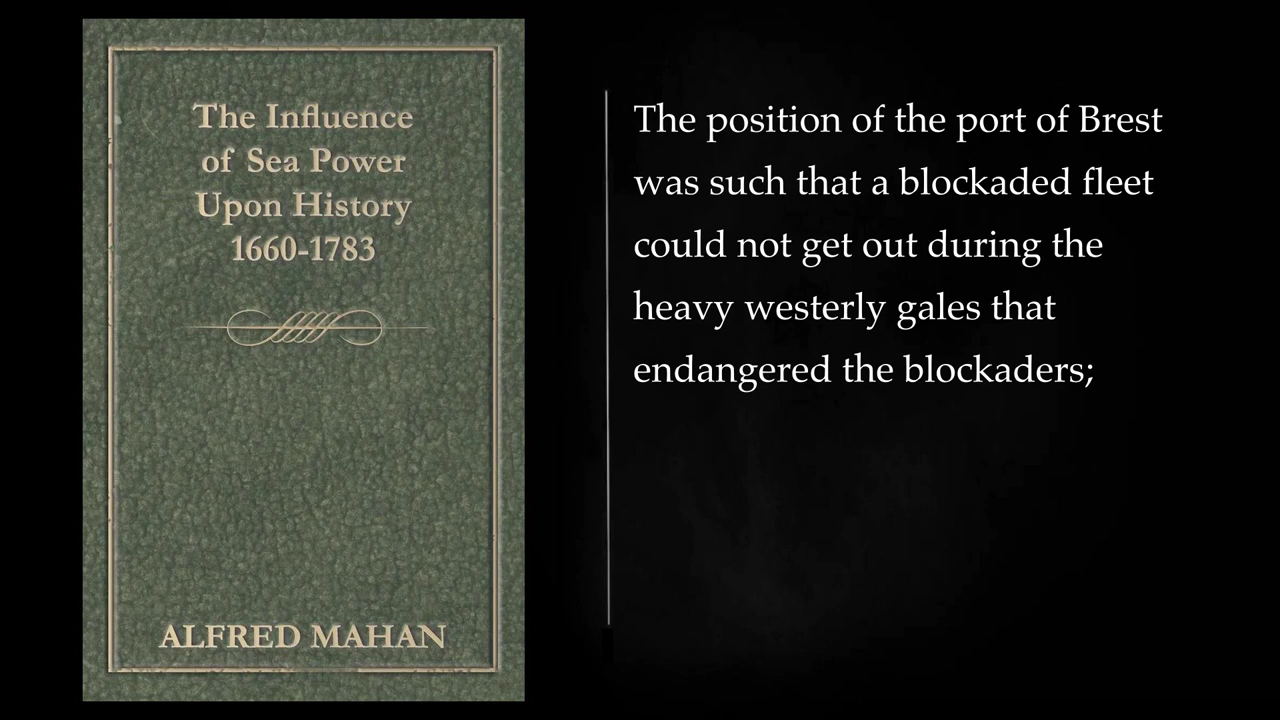 The Influence
of Sea Power
Upon History
1660-1783
ALFRED MAHAN
The position of the port of Brest
was such that a blockaded fleet
could not get out during the
heavy westerly gales that
endangered the blockaders;